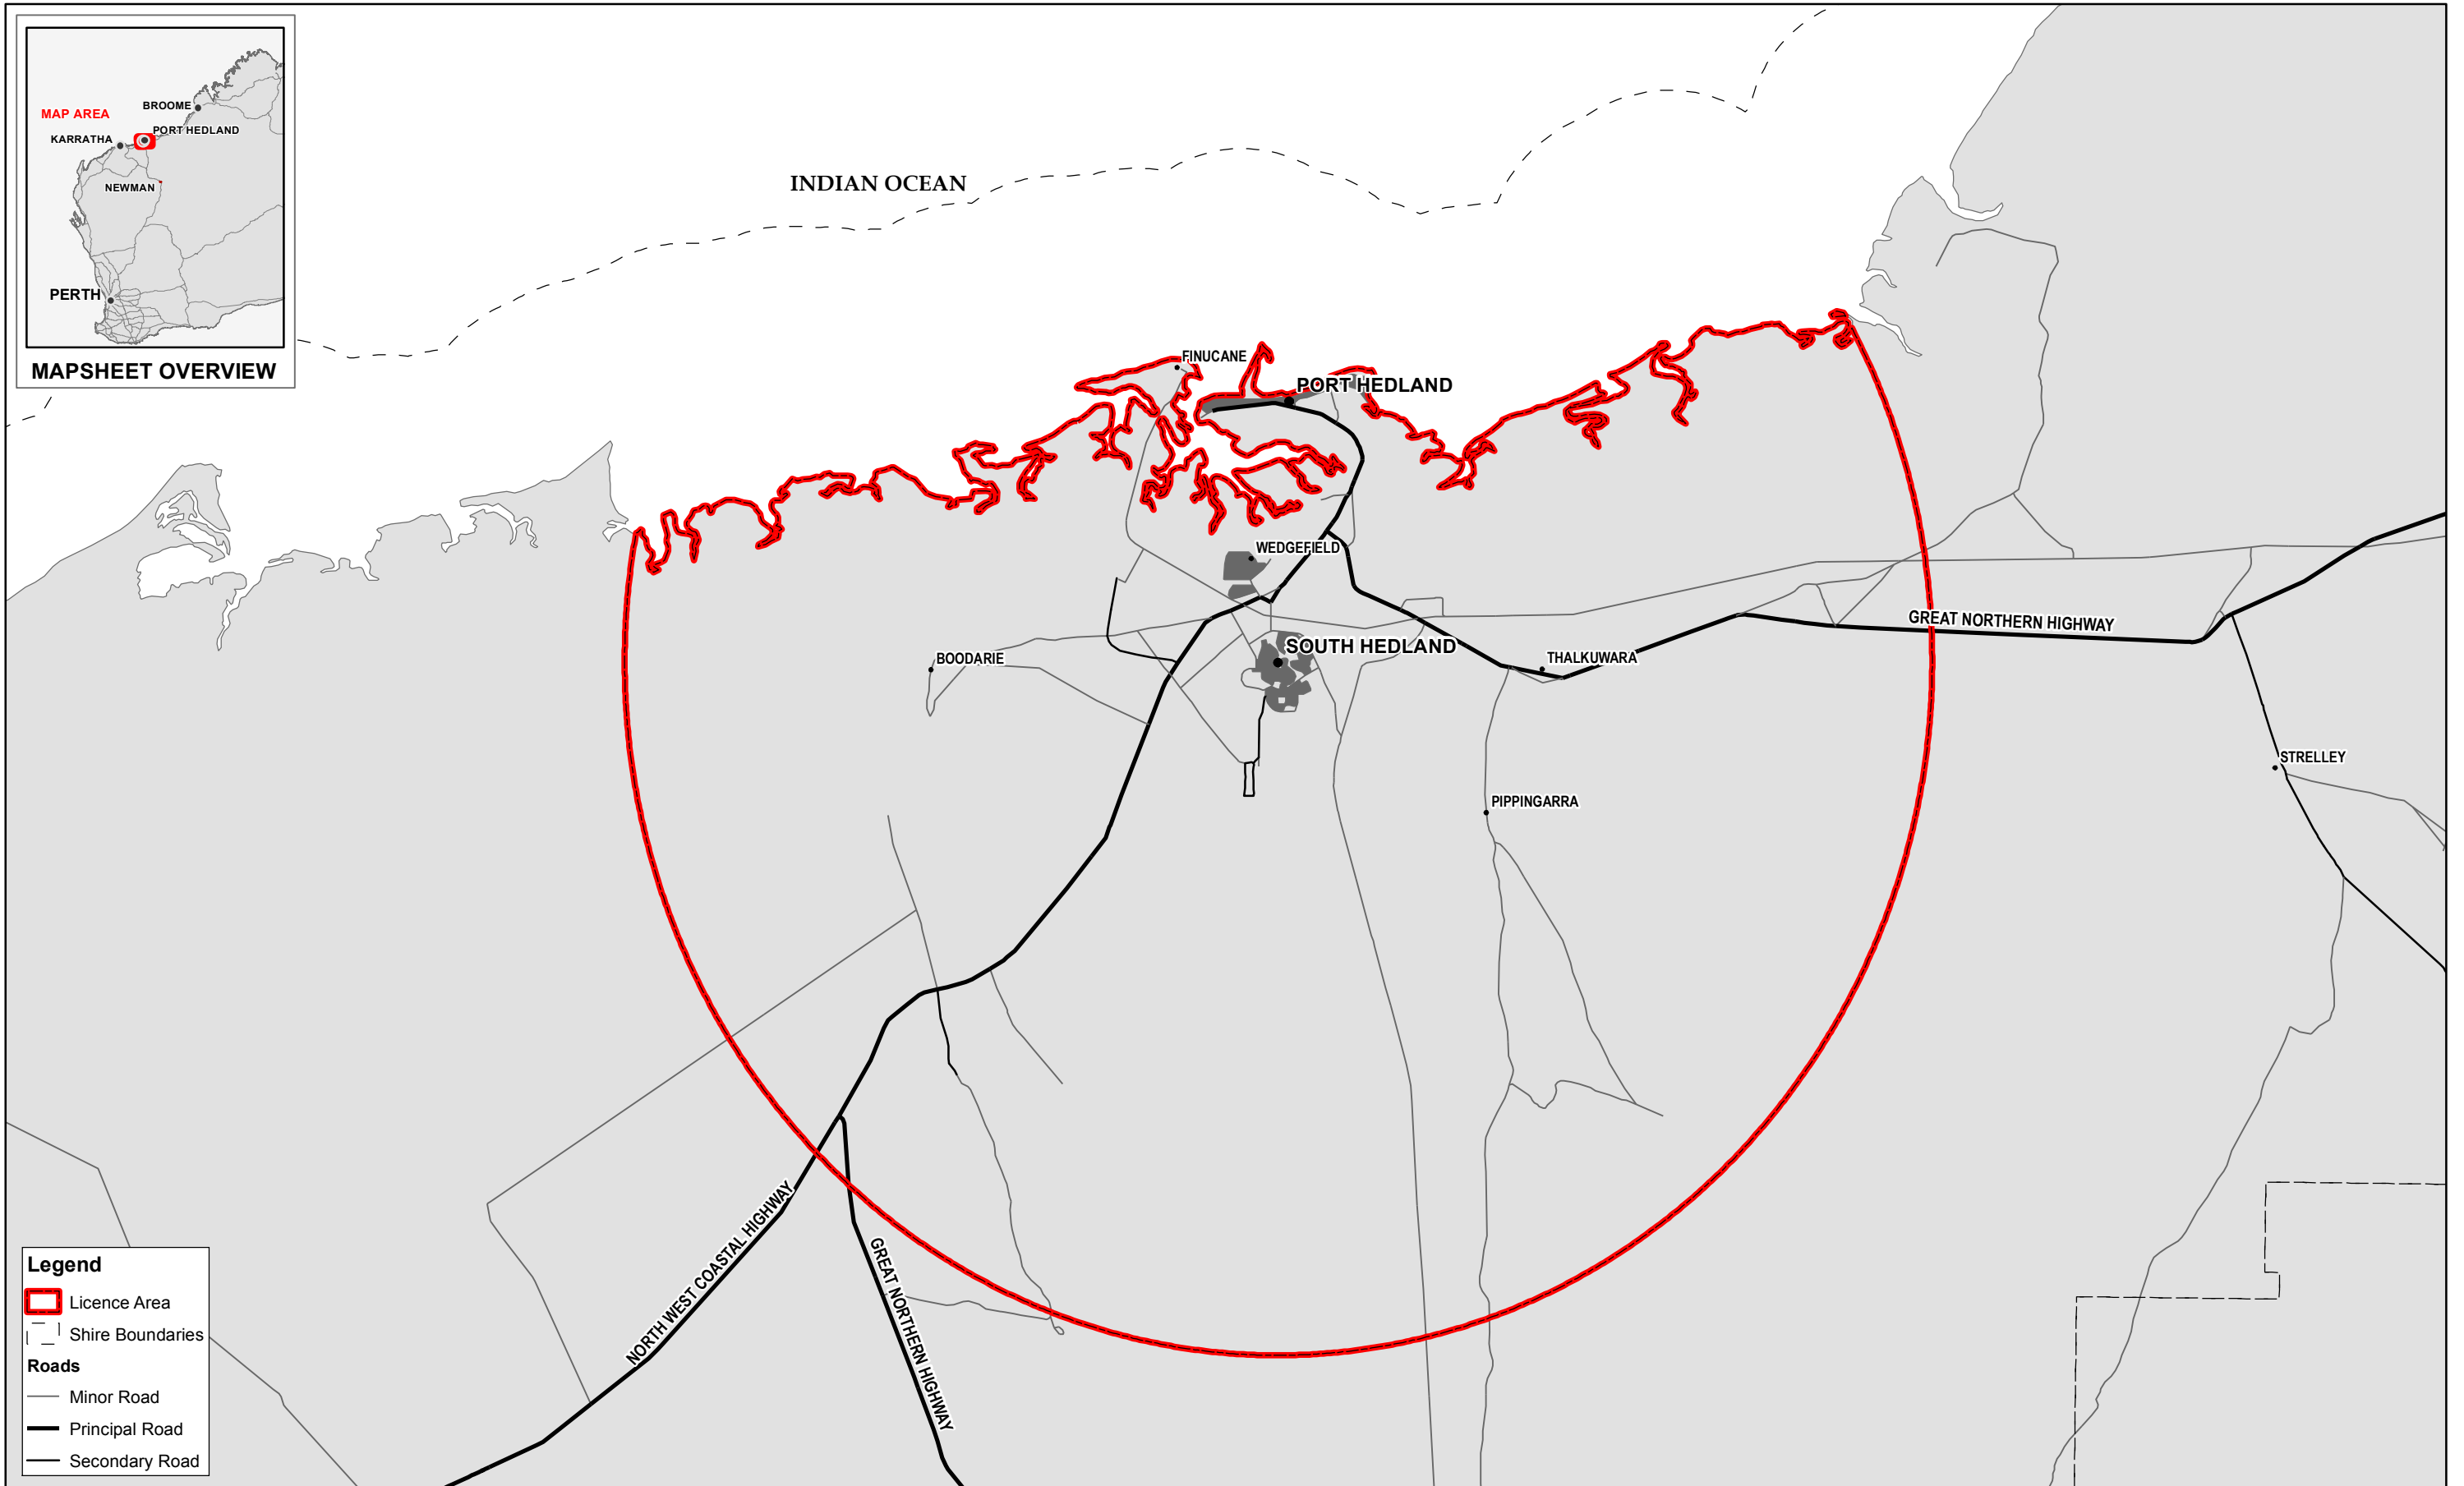 BROOME
MAP AREA
PORT HEDLAND
KARRATHA
NEWMAN
PERTH
MAPSHEET OVERVIEW
INDIAN OCEAN
FINUCANE
PORT HEDLAND
WEDGEFIELD
GREAT NORTHERN HIGHWAY
SOUTH HEDLAND
BOODARIE
THALKUWARA
STRELLEY
PIPPINGARRA
NORTH WEST COASTAL HIGHWAY
GREAT NORTHERN HIGHWAY
Legend
Licence Area
Shire Boundaries
Roads
Minor Road
Principal Road
Secondary Road